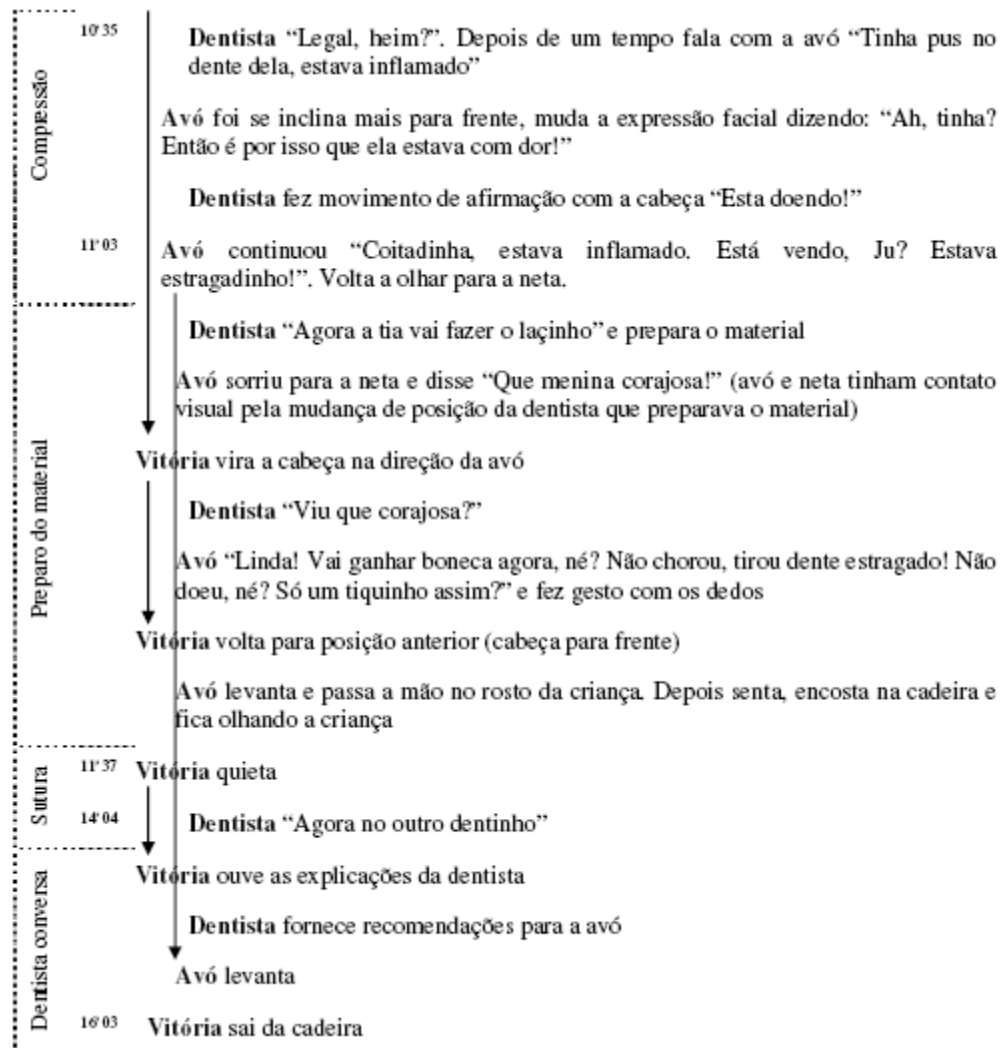 Compressão
10'35
Dentista “Legal, heim?”. Depois de um tempo fala com a avó “Tinha pus no
dente dela, estava inflamado”
Avó foi se inclina mais para frente, muda a expressão facial dizendo: “Ah, tinha?
Então é por isso que ela estava com dor!”
Dentista fez movimento de afirmação com a cabeça “Esta doendo!”
11'03
Avó continuou “Coitadinha, estava inflamado. Está vendo, Ju? Estava
estragadinho!”. Volta a olhar para a neta.
Preparo do material
Dentista “Agora a tia vai fazer o laçinho” e prepara o material
Avó sorriu para a neta e disse “Que menina corajosa!” (avó e neta tinham contato
visual pela mudança de posição da dentista que preparava o material)
Vitória vira a cabeça na direção da avó
Dentista “Viu que corajosa?”
Avó “Linda! Vai ganhar boneca agora, né? Não chorou, tirou dente estragado! Não
doeu, né? Só um tiquinho assim?” e fez gesto com os dedos
Vitória volta para posição anterior (cabeça para frente)
Avó levanta e passa a mão no rosto da criança. Depois senta, encosta na cadeira e
fica olhando a criança
Sutura
11'37
Vitória quieta
14'04
Dentista “Agora no outro dentinho”
Dentista conversa
Vitória ouve as explicações da dentista
Dentista fornece recomendações para a avó
Avó levanta
16'03
Vitória sai da cadeira